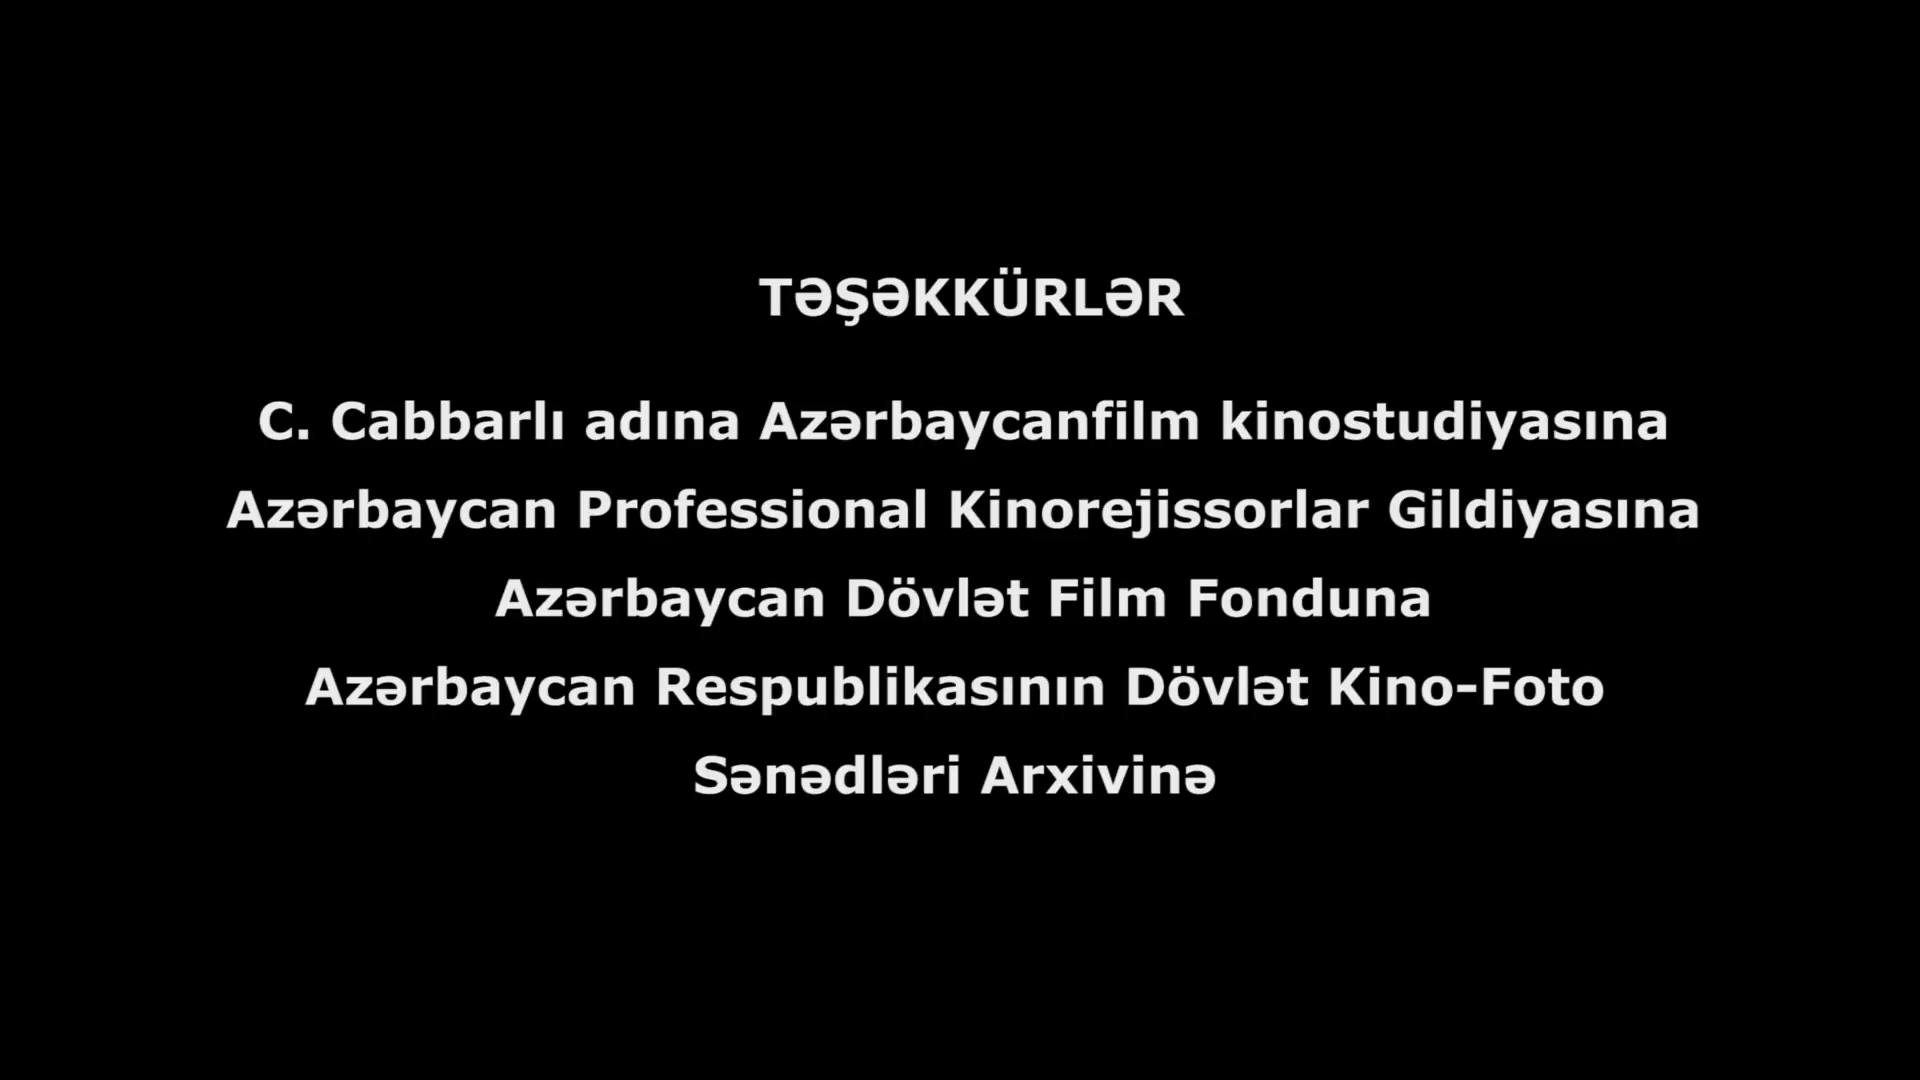 TƏŞƏKKÜRLƏR
C. Cabbarlı adına Azərbaycanfilm kinostudiyasına
Azərbaycan Professional Kinorejissorlar Gildiyasına
Azərbaycan Dövlət Film Fonduna
Azərbaycan Respublikasının Dövlət Kino-Foto
Sənədləri Arxivinə